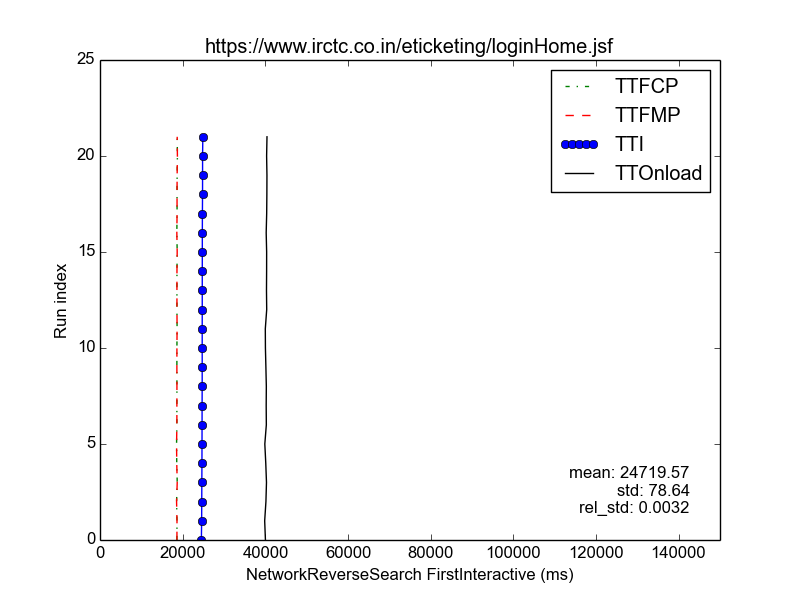 https://www.irctc.co.in/eticketing/loginHome.jsf
25
20
15
10
5
0
Run index
TTFCP
TTFMP
TTI
TTOnload
mean: 24719.57
std: 78.64
rel_std: 0.0032
0 20000 40000 60000 80000 100000 120000 140000
NetworkReverseSearch FirstInteractive (ms)